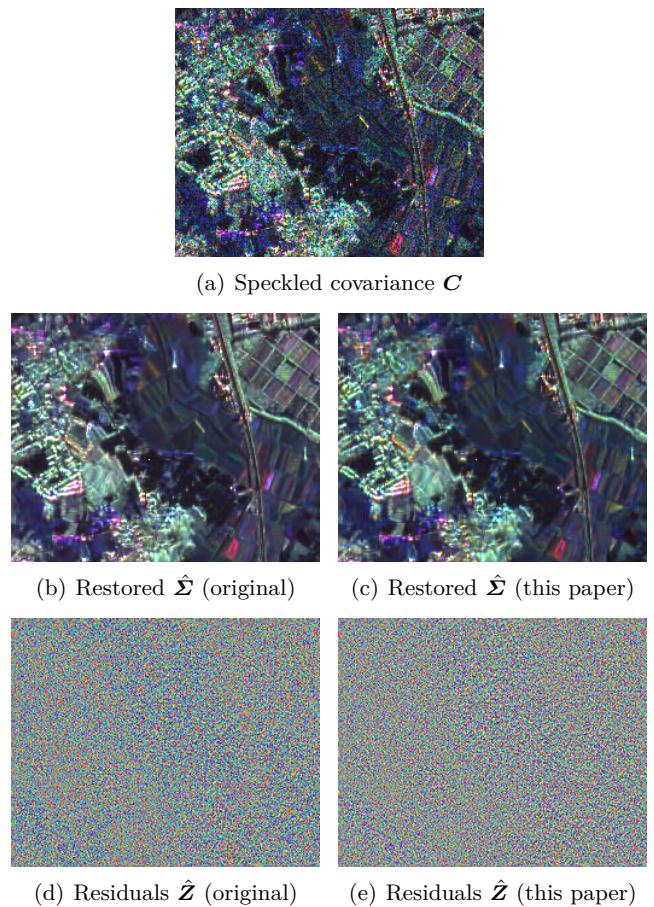 (a) Speckled covariance C
(b) Restored Σ̂ (original)
(c) Restored Σ̂ (this paper)
(d) Residuals Ẑ (original)
(e) Residuals Ẑ (this paper)